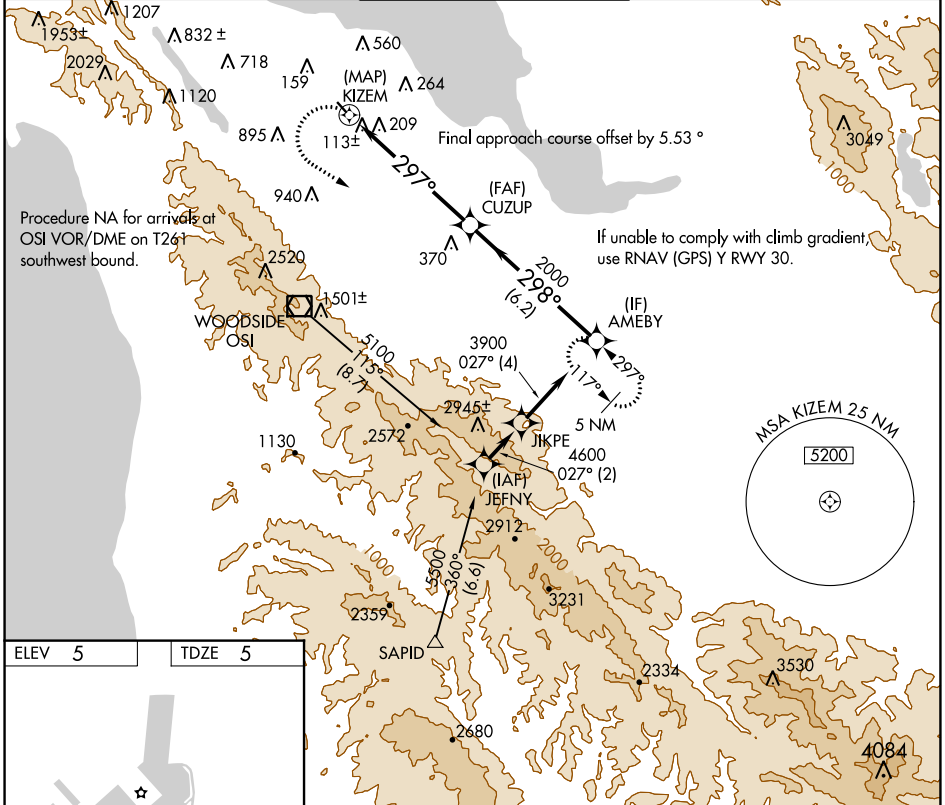 1207
1953±
832 ±
560
718
2029
159
(MAP)
KIZEM
264
1120
209
895
113±
Final approach course offset by 5.53 °
3049
1000
297°
940
(FAF)
CUZUP
Procedure NA for arrivals at
OSI VOR/DME on T261
southwest bound.
370
If unable to comply with climb gradient,
use RNAV (GPS) Y RWY 30.
2520
2000
298°
(6.2)
1501±
(IF)
AMEBY
WOODSIDE
OSI
5100
115°
(8.7)
3900
027° (4)
297°
117°
5 NM
2945±
2572
JIKPE
MSA KIZEM 25 NM
5200
1130
4600
027° (2)
(IAF)
JEFNY
2912
2000
1000
5500
360°
(6.6)
3231
2359
SAPID
ELEV 5
TDZE 5
2334
3530
2680
4084